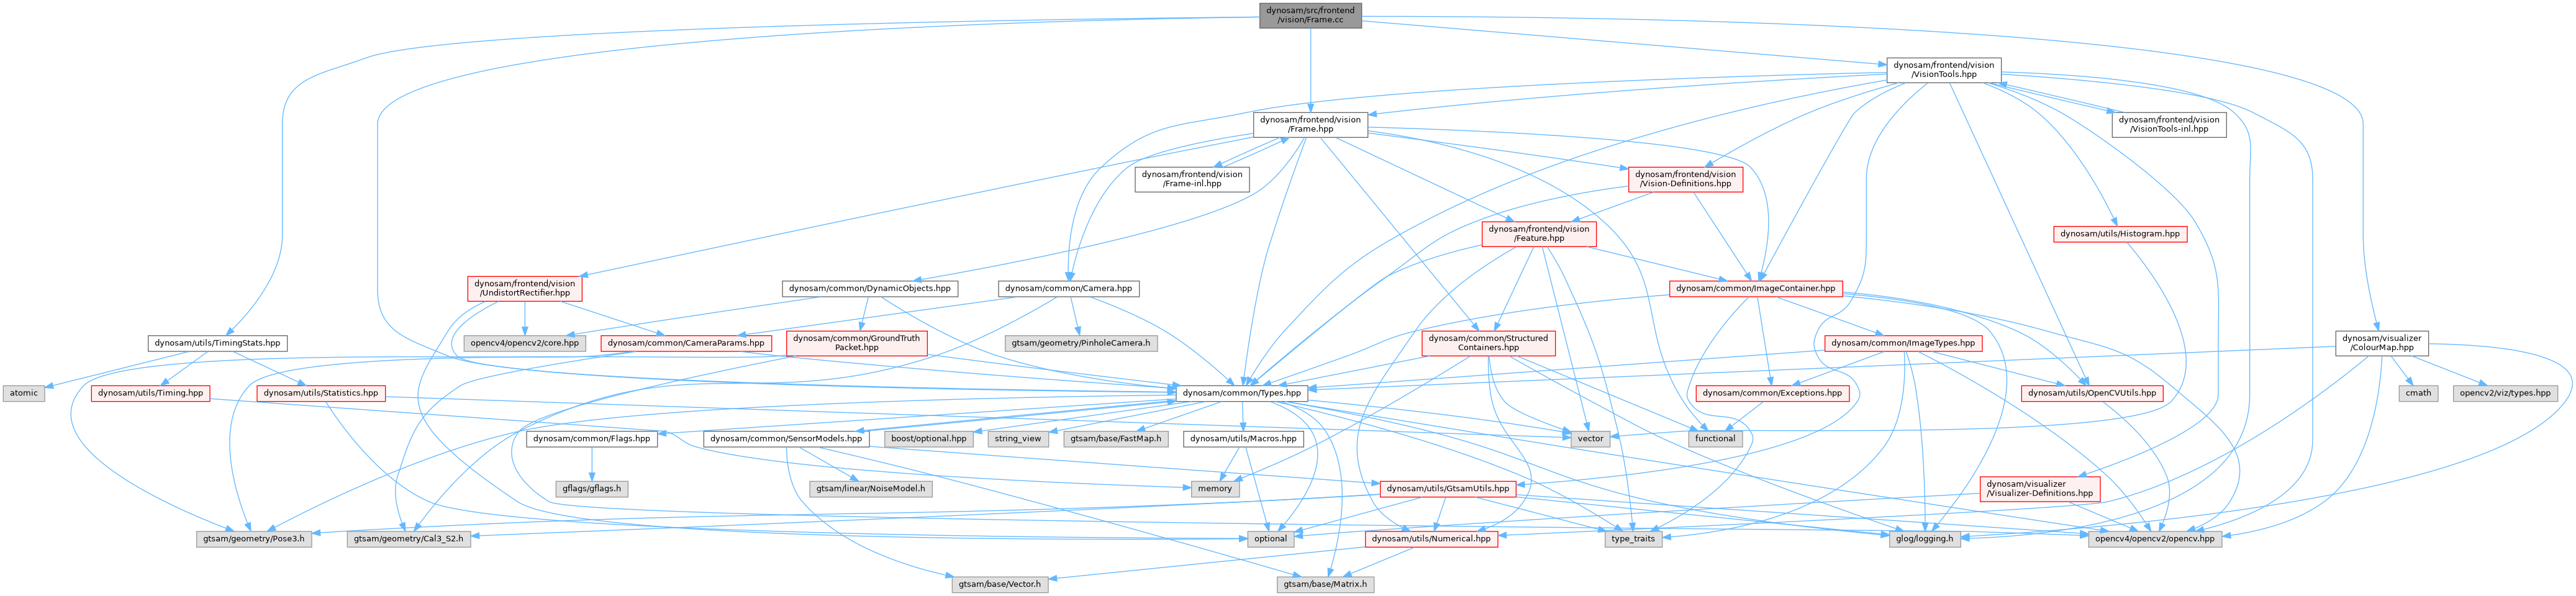 dynosam/src/frontend
/vision/Frame.cc
dynosam/frontend/vision
/VisionTools.hpp
dynosam/frontend/vision
/Frame.hpp
dynosam/frontend/vision
/VisionTools-inl.hpp
dynosam/frontend/vision
/Frame-inl.hpp
dynosam/frontend/vision
/Vision-Definitions.hpp
dynosam/frontend/vision
/Feature.hpp
dynosam/utils/Histogram.hpp
dynosam/frontend/vision
/UndistortRectifier.hpp
dynosam/common/DynamicObjects.hpp
dynosam/common/Camera.hpp
dynosam/common/ImageContainer.hpp
dynosam/utils/TimingStats.hpp
opencv4/opencv2/core.hpp
dynosam/common/CameraParams.hpp
dynosam/common/GroundTruth
Packet.hpp
gtsam/geometry/PinholeCamera.h
dynosam/common/Structured
Containers.hpp
dynosam/common/ImageTypes.hpp
dynosam/visualizer
/ColourMap.hpp
atomic
dynosam/utils/Timing.hpp
dynosam/utils/Statistics.hpp
dynosam/common/Types.hpp
dynosam/common/Exceptions.hpp
dynosam/utils/OpenCVUtils.hpp
cmath
opencv2/viz/types.hpp
dynosam/common/Flags.hpp
dynosam/common/SensorModels.hpp
boost/optional.hpp
string_view
gtsam/base/FastMap.h
dynosam/utils/Macros.hpp
vector
functional
gflags/gflags.h
gtsam/linear/NoiseModel.h
memory
dynosam/utils/GtsamUtils.hpp
dynosam/visualizer
/Visualizer-Definitions.hpp
gtsam/geometry/Pose3.h
gtsam/geometry/Cal3_S2.h
optional
dynosam/utils/Numerical.hpp
type_traits
glog/logging.h
opencv4/opencv2/opencv.hpp
gtsam/base/Vector.h
gtsam/base/Matrix.h